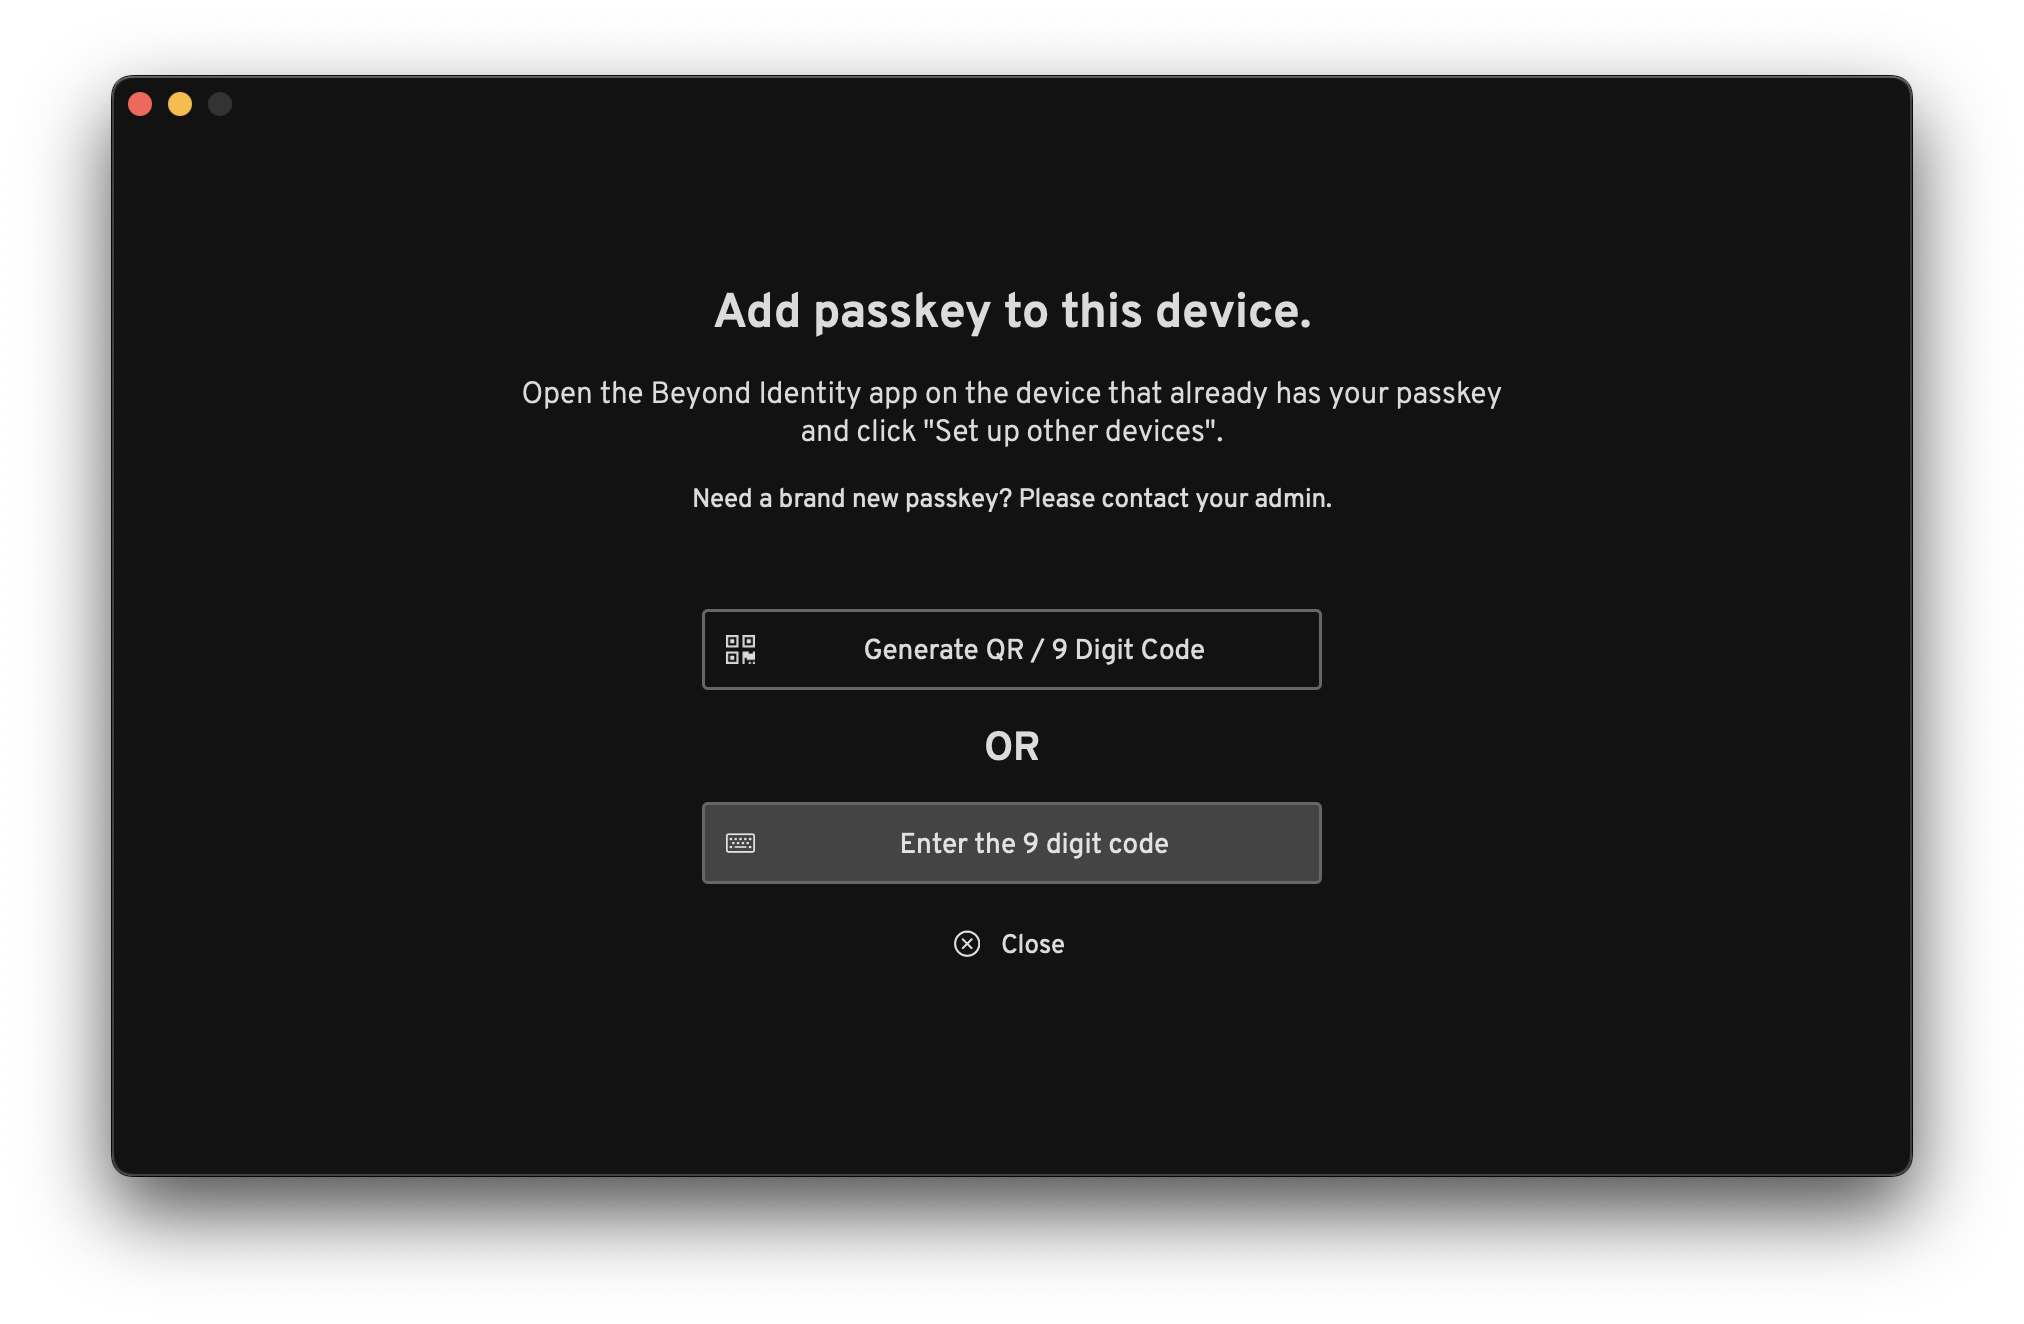 Add passkey to this device.
Open the Beyond Identity app on the device that already has your passkey
and click "Set up other devices".
Need a brand new passkey? Please contact your admin.
Generate QR / 9 Digit Code
OR
Enter the 9 digit code
Close